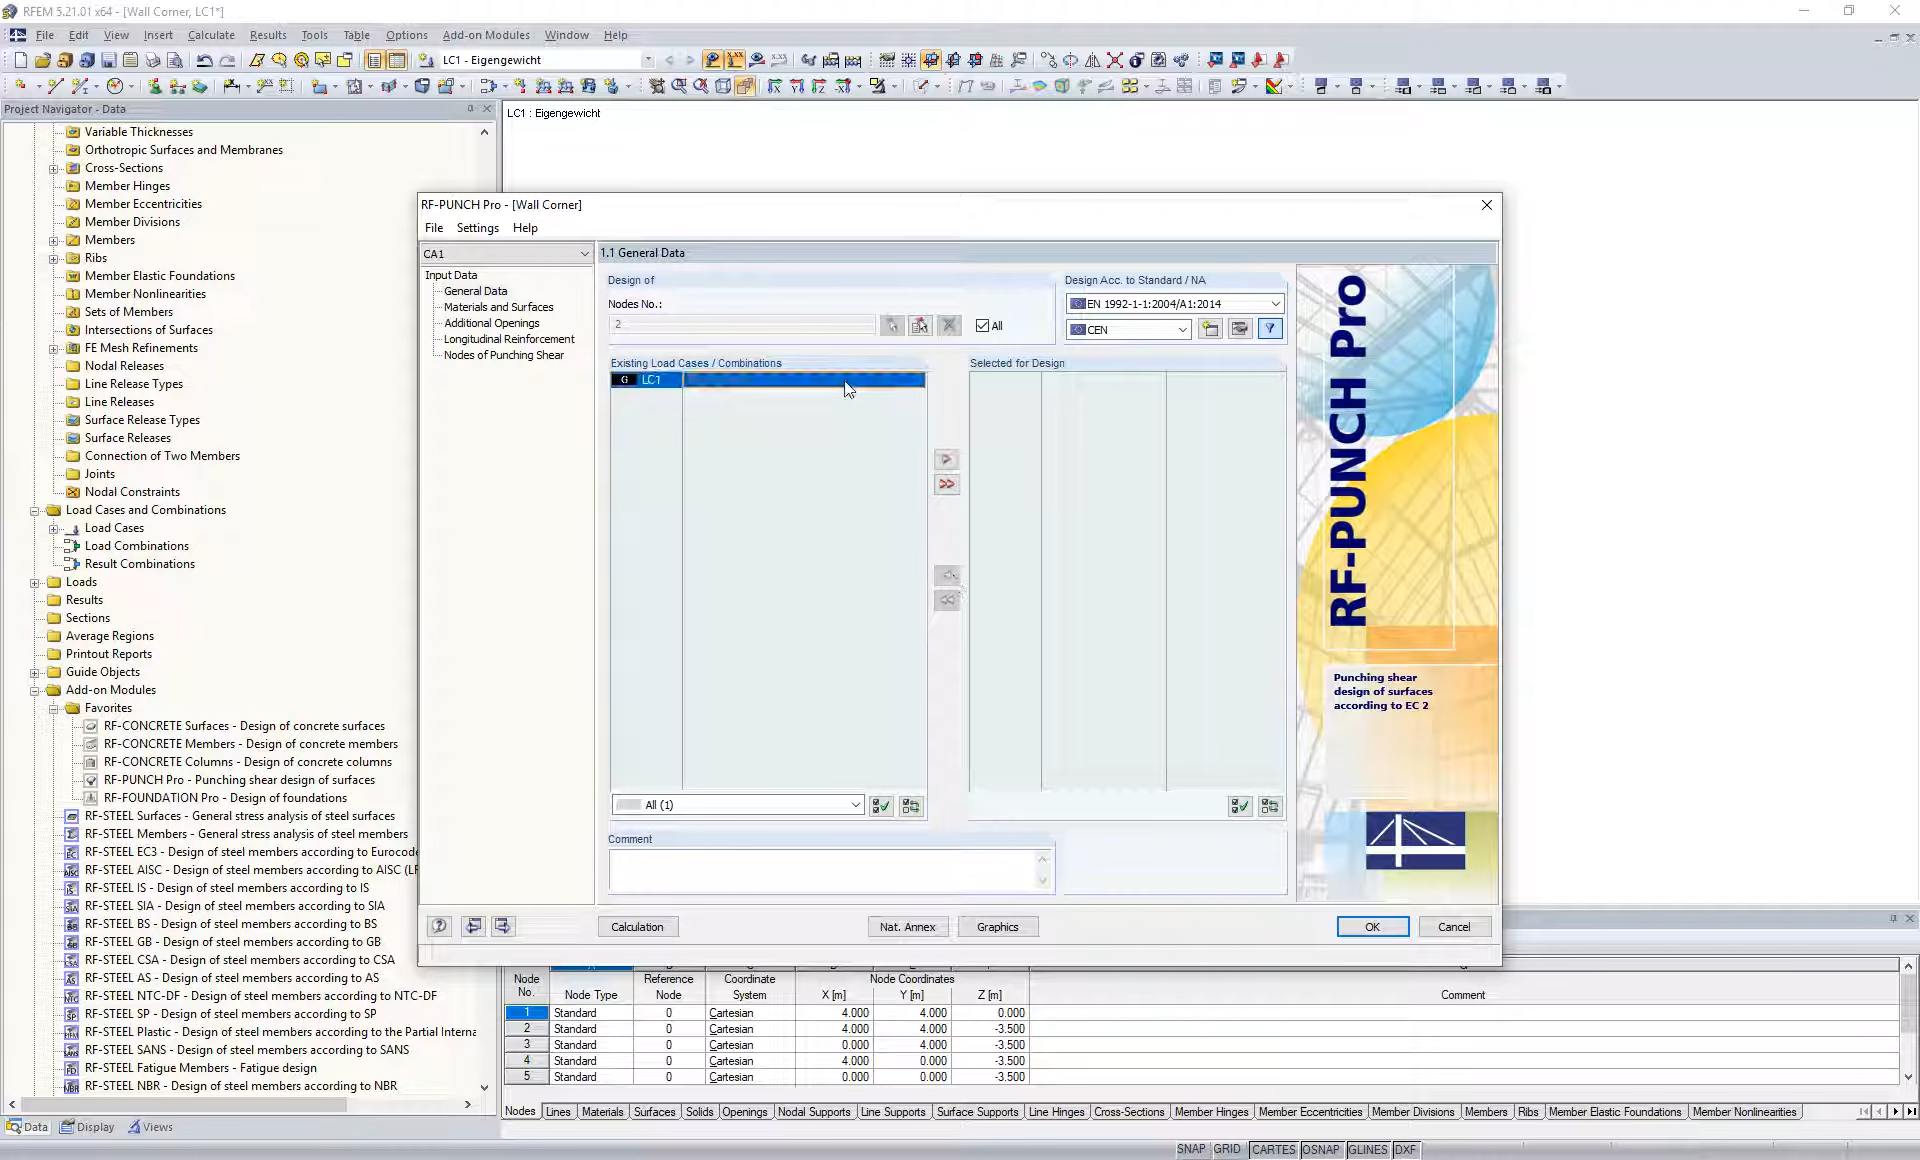 RFEM 5.21.01 x64 - [Wall Corner, LC1*]
File Edit View Insert Calculate Results Tools Table Options Add-on Modules Window Help
LC1 - Eigengewicht
Project Navigator - Data
Variable Thicknesses
Orthotropic Surfaces and Membranes
Cross-Sections
Member Hinges
Member Eccentricities
Member Divisions
Members
Ribs
Member Elastic Foundations
Member Nonlinearities
Sets of Members
Intersections of Surfaces
FE Mesh Refinements
Nodal Releases
Line Release Types
Line Releases
Surface Release Types
Surface Releases
Connection of Two Members
Joints
Nodal Constraints
Load Cases and Combinations
Load Cases
Load Combinations
Result Combinations
Loads
Results
Sections
Average Regions
Printout Reports
Guide Objects
Add-on Modules
Favorites
RF-CONCRETE Surfaces - Design of concrete surfaces
RF-CONCRETE Members - Design of concrete members
RF-CONCRETE Columns - Design of concrete columns
RF-PUNCH Pro - Punching shear design of surfaces
RF-FOUNDATION Pro - Design of foundations
RF-STEEL Surfaces - General stress analysis of steel surfaces
RF-STEEL Members - General stress analysis of steel members
RF-STEEL EC3 - Design of steel members according to Eurocode
RF-STEEL AISC - Design of steel members according to AISC (LF
RF-STEEL IS - Design of steel members according to IS
RF-STEEL SIA - Design of steel members according to SIA
RF-STEEL BS - Design of steel members according to BS
RF-STEEL GB - Design of steel members according to GB
RF-STEEL CSA - Design of steel members according to CSA
RF-STEEL AS - Design of steel members according to AS
RF-STEEL NTC-DF - Design of steel members according to NTC-DF
RF-STEEL SP - Design of steel members according to SP
RF-STEEL Plastic - Design of steel members according to the Partial Interna
RF-STEEL SANS - Design of steel members according to SANS
RF-STEEL Fatigue Members - Fatigue design
RF-STEEL NBR - Design of steel members according to NBR
Data Display Views
LC1 : Eigengewicht
RF-PUNCH Pro - [Wall Corner]
File Settings Help
CA1
Input Data
General Data
Materials and Surfaces
Additional Openings
Longitudinal Reinforcement
Nodes of Punching Shear
1.1 General Data
Design of
Nodes No.:
2
All
Design Acc. to Standard / NA
EN 1992-1-1:2004/A1:2014
CEN
Existing Load Cases / Combinations
G LC1
Selected for Design
All (1)
Comment
RF-PUNCH Pro
Punching shear
design of surfaces
according to EC 2
Calculation Nat. Annex Graphics OK Cancel
Node Reference Coordinate Node Coordinates
No. Node Type Node System X [m] Y [m] Z [m] Comment
1 Standard 0 Cartesian 4.000 4.000 0.000
2 Standard 0 Cartesian 4.000 4.000 -3.500
3 Standard 0 Cartesian 0.000 4.000 -3.500
4 Standard 0 Cartesian 4.000 0.000 -3.500
5 Standard 0 Cartesian 0.000 0.000 -3.500
Nodes Lines Materials Surfaces Solids Openings Nodal Supports Line Supports Surface Supports Line Hinges Cross-Sections Member Hinges Member Eccentricities Member Divisions Members Ribs Member Elastic Foundations Member Nonlinearities
SNAP GRID CARTES OSNAP GLINES DXF